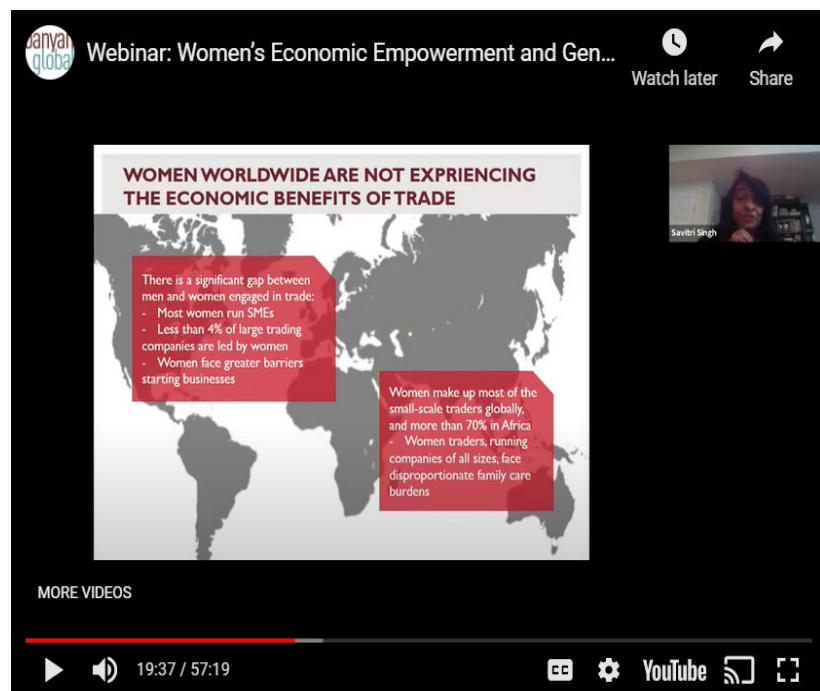 banyan
global
Webinar: Women's Economic Empowerment and Gen...
Watch later
Share
WOMEN WORLDWIDE ARE NOT EXPRIENCING
THE ECONOMIC BENEFITS OF TRADE
There is a significant gap between
men and women engaged in trade:
- Most women run SMEs
- Less than 4% of large trading
companies are led by women
- Women face greater barriers
starting businesses
Women make up most of the
small-scale traders globally,
and more than 70% in Africa
- Women traders, running
companies of all sizes, face
disproportionate family care
burdens
Savitri Singh
MORE VIDEOS
19:37 / 57:19
CC
YouTube